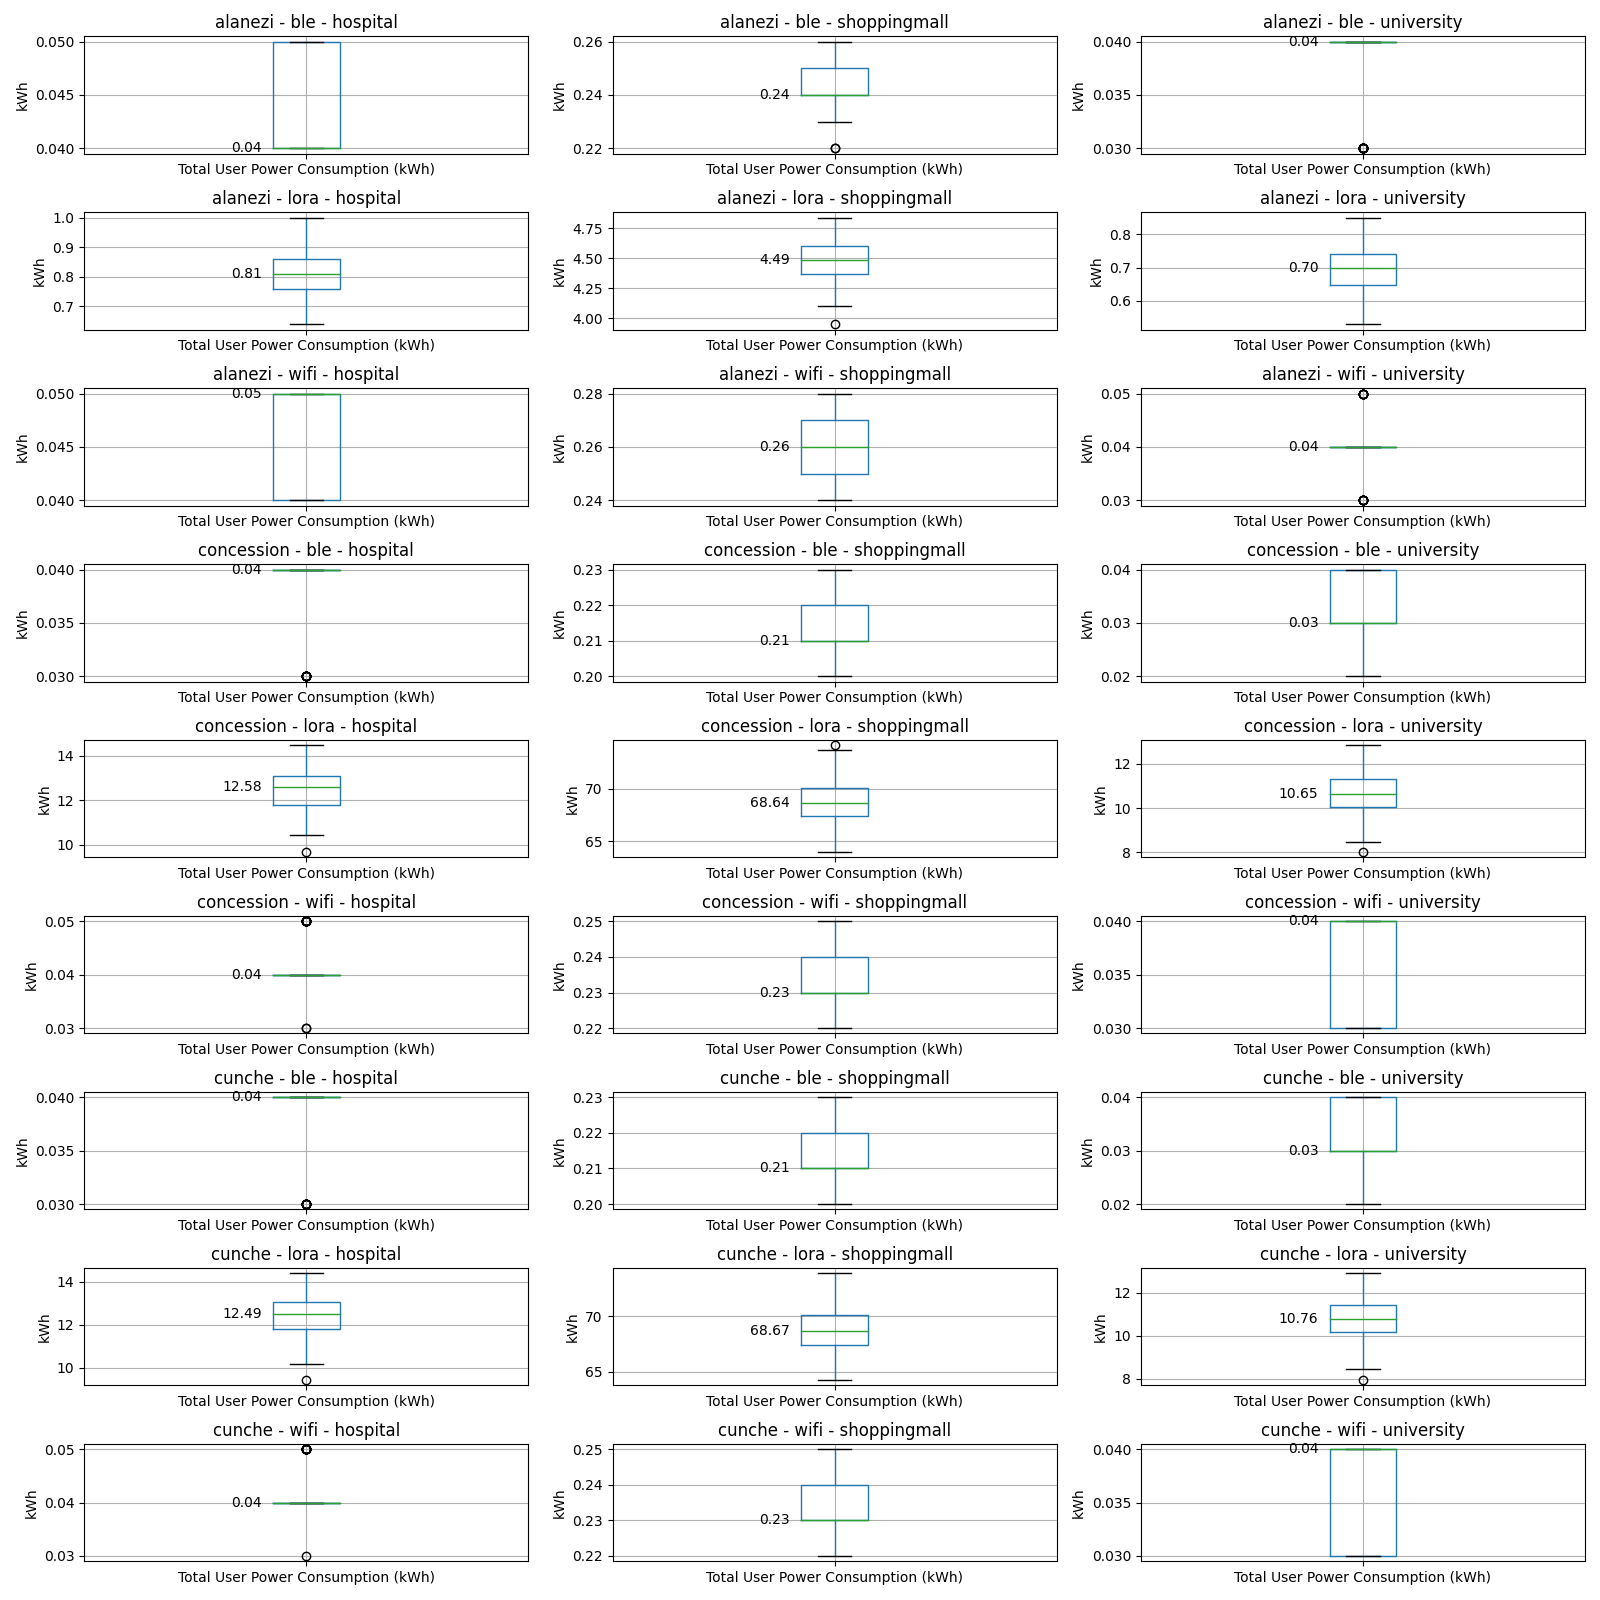 alanezi - ble - hospital
0.050
0.045
0.040
kWh
0.04
Total User Power Consumption (kWh)
alanezi - ble - shoppingmall
0.26
0.24
0.22
kWh
0.24
Total User Power Consumption (kWh)
alanezi - ble - university
0.040
0.035
0.030
kWh
0.04
Total User Power Consumption (kWh)
alanezi - lora - hospital
1.0
0.9
0.8
0.7
kWh
0.81
Total User Power Consumption (kWh)
alanezi - lora - shoppingmall
4.75
4.50
4.25
4.00
kWh
4.49
Total User Power Consumption (kWh)
alanezi - lora - university
0.8
0.7
0.6
kWh
0.70
Total User Power Consumption (kWh)
alanezi - wifi - hospital
0.050
0.045
0.040
kWh
0.05
Total User Power Consumption (kWh)
alanezi - wifi - shoppingmall
0.28
0.26
0.24
kWh
0.26
Total User Power Consumption (kWh)
alanezi - wifi - university
0.05
0.04
0.03
kWh
0.04
Total User Power Consumption (kWh)
concession - ble - hospital
0.040
0.035
0.030
kWh
0.04
Total User Power Consumption (kWh)
concession - ble - shoppingmall
0.23
0.22
0.21
0.20
kWh
0.21
Total User Power Consumption (kWh)
concession - ble - university
0.04
0.03
0.02
kWh
0.03
Total User Power Consumption (kWh)
concession - lora - hospital
14
12
10
kWh
12.58
Total User Power Consumption (kWh)
concession - lora - shoppingmall
70
65
kWh
68.64
Total User Power Consumption (kWh)
concession - lora - university
12
10
8
kWh
10.65
Total User Power Consumption (kWh)
concession - wifi - hospital
0.05
0.04
0.03
kWh
0.04
Total User Power Consumption (kWh)
concession - wifi - shoppingmall
0.25
0.24
0.23
0.22
kWh
0.23
Total User Power Consumption (kWh)
concession - wifi - university
0.040
0.035
0.030
kWh
0.04
Total User Power Consumption (kWh)
cunche - ble - hospital
0.040
0.035
0.030
kWh
0.04
Total User Power Consumption (kWh)
cunche - ble - shoppingmall
0.23
0.22
0.21
0.20
kWh
0.21
Total User Power Consumption (kWh)
cunche - ble - university
0.04
0.03
0.02
kWh
0.03
Total User Power Consumption (kWh)
cunche - lora - hospital
14
12
10
kWh
12.49
Total User Power Consumption (kWh)
cunche - lora - shoppingmall
70
65
kWh
68.67
Total User Power Consumption (kWh)
cunche - lora - university
12
10
8
kWh
10.76
Total User Power Consumption (kWh)
cunche - wifi - hospital
0.05
0.04
0.03
kWh
0.04
Total User Power Consumption (kWh)
cunche - wifi - shoppingmall
0.25
0.24
0.23
0.22
kWh
0.23
Total User Power Consumption (kWh)
cunche - wifi - university
0.040
0.035
0.030
kWh
0.04
Total User Power Consumption (kWh)